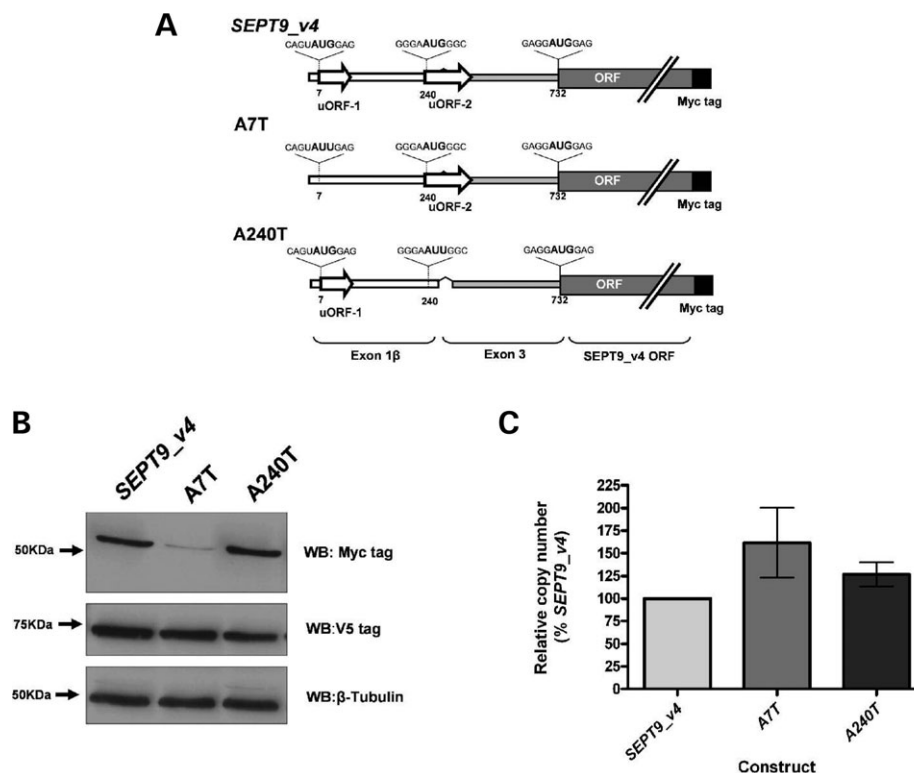 A
SEPT9_v4
CAGUAUGGAG GGGAAUGGGC GAGGAUGGAG
ORF
7 240 732
uORF-1 uORF-2 Myc tag
A7T
CAGUAUUGAG GGGAAUGGGC GAGGAUGGAG
ORF
7 240 732
uORF-2 Myc tag
A240T
CAGUAUGGAG GGGAAUUGGC GAGGAUGGAG
ORF
7 240 732
uORF-1 Myc tag
Exon 1β Exon 3 SEPT9_v4 ORF
B
SEPT9_v4 A7T A240T
50KDa WB: Myc tag
75KDa WB:V5 tag
50KDa WB:β-Tubulin
C
Relative copy number
(% SEPT9_v4)
225
200
175
150
125
100
75
50
25
0
SEPT9_v4 A7T A240T
Construct